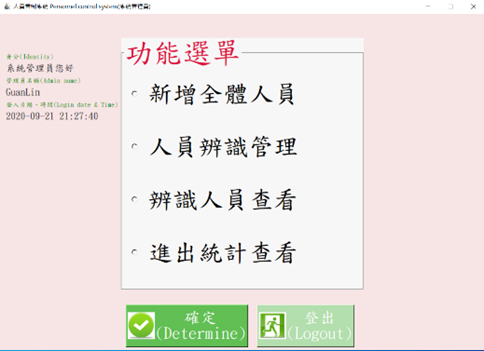 人員管制系統 Personnel control system(系統管理員)
身分(Identity)
系統管理員您好
管理員名稱(Admin name)
GuanLin
登入日期、時間(Login date & Time)
2020-09-21 21:27:40
功能選單
新增全體人員
人員辨識管理
辨識人員查看
進出統計查看
確定
(Determine)
登出
(Logout)